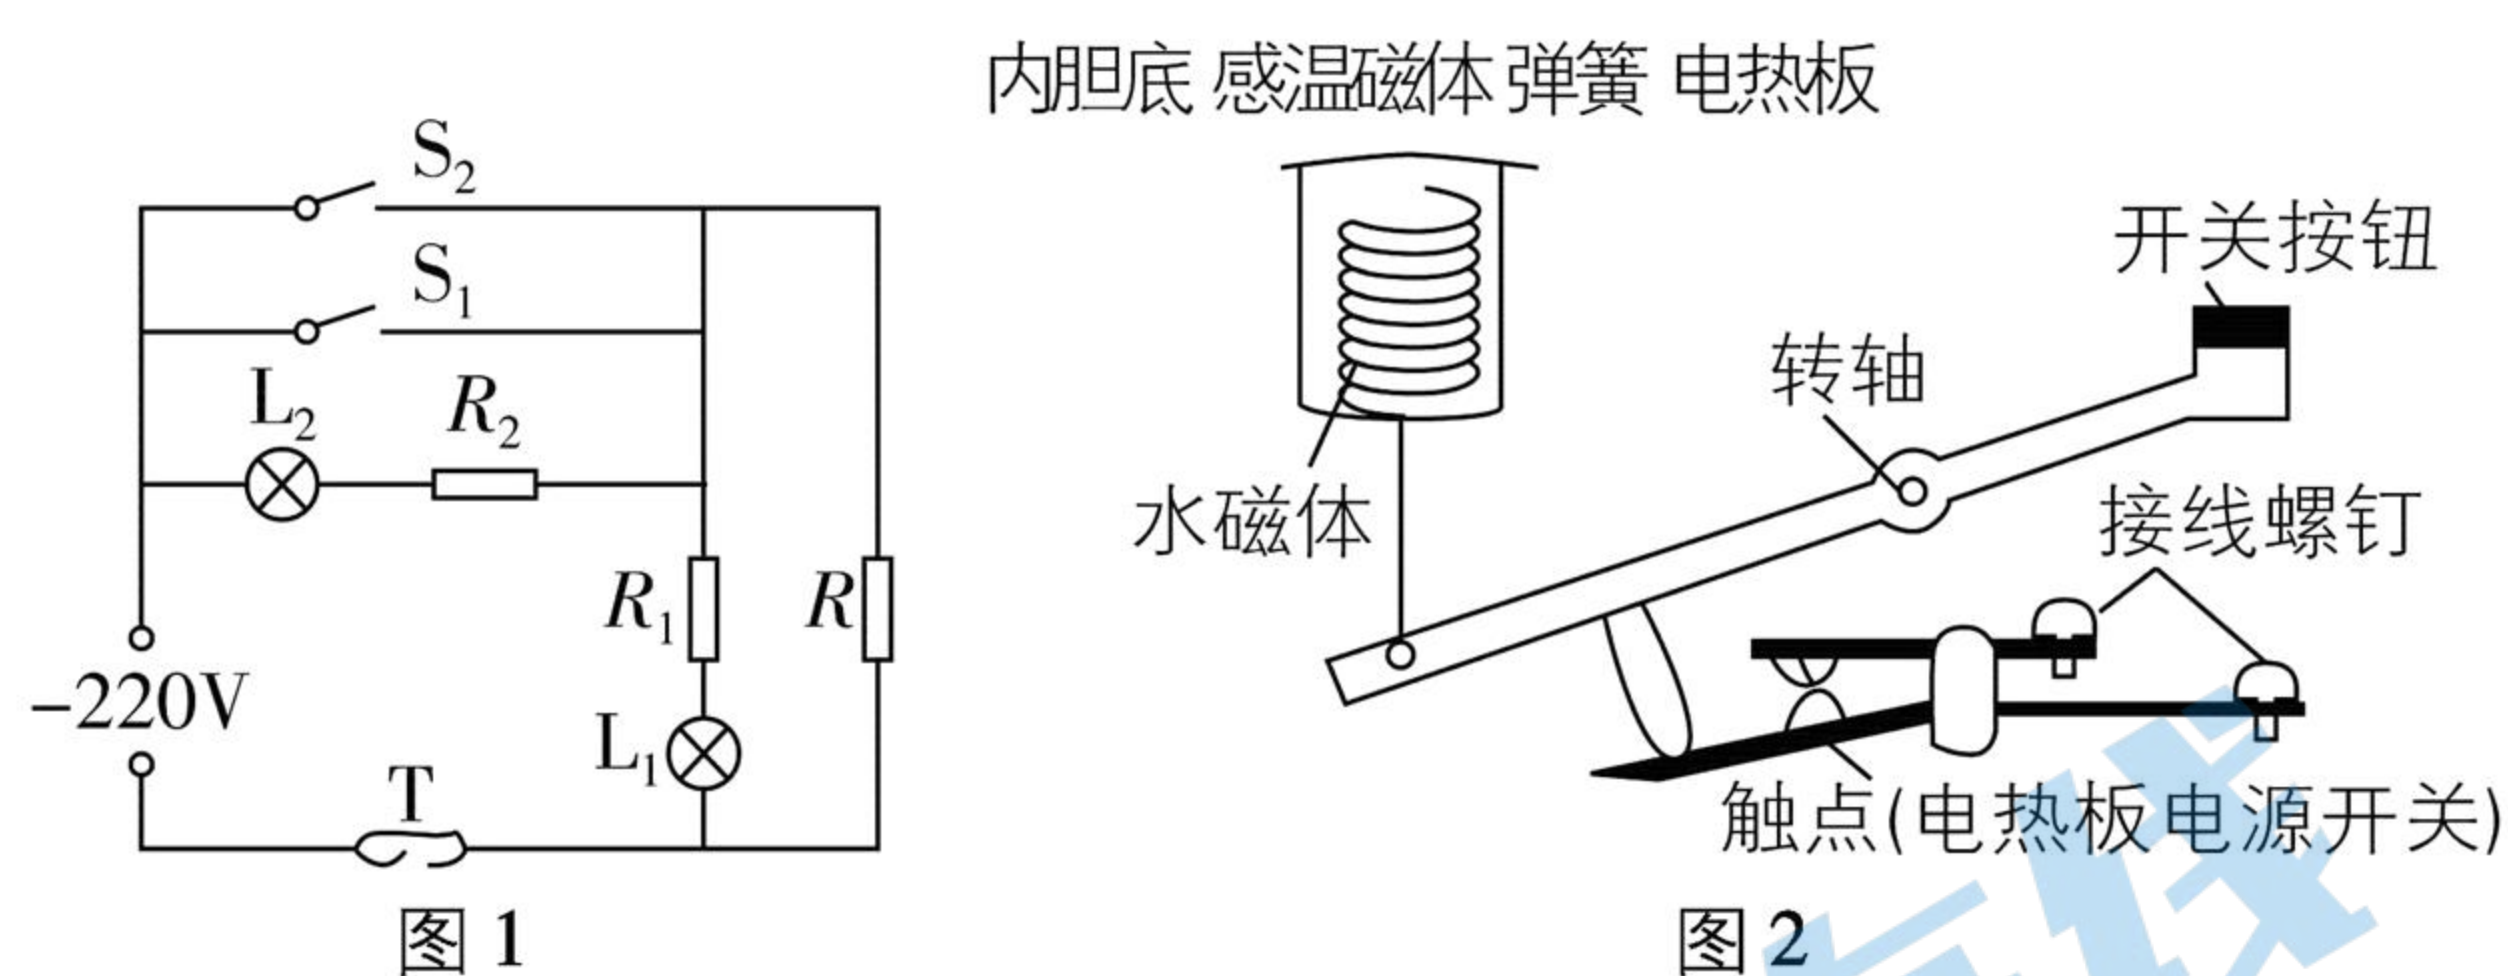 内胆底 感温磁体 弹簧 电热板
S2
S1
L2
R2
R1
R
L1
-220V
T
图1
开关按钮
转轴
接线螺钉
水磁体
触点(电热板电源开关)
图2